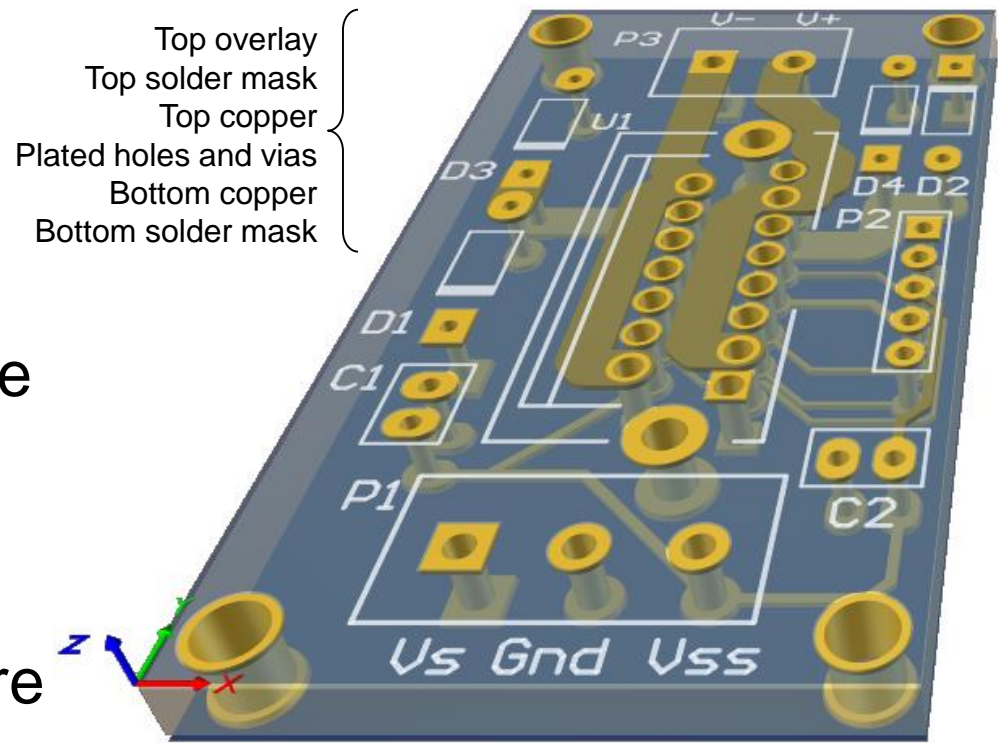 Top overlay
Top solder mask
Top copper
Plated holes and vias
Bottom copper
Bottom solder mask
V- V+
P3
U1
D3
D4 D2
P2
D1
C1
P1
C2
Vs Gnd Vss
Z
Y
X
e
re